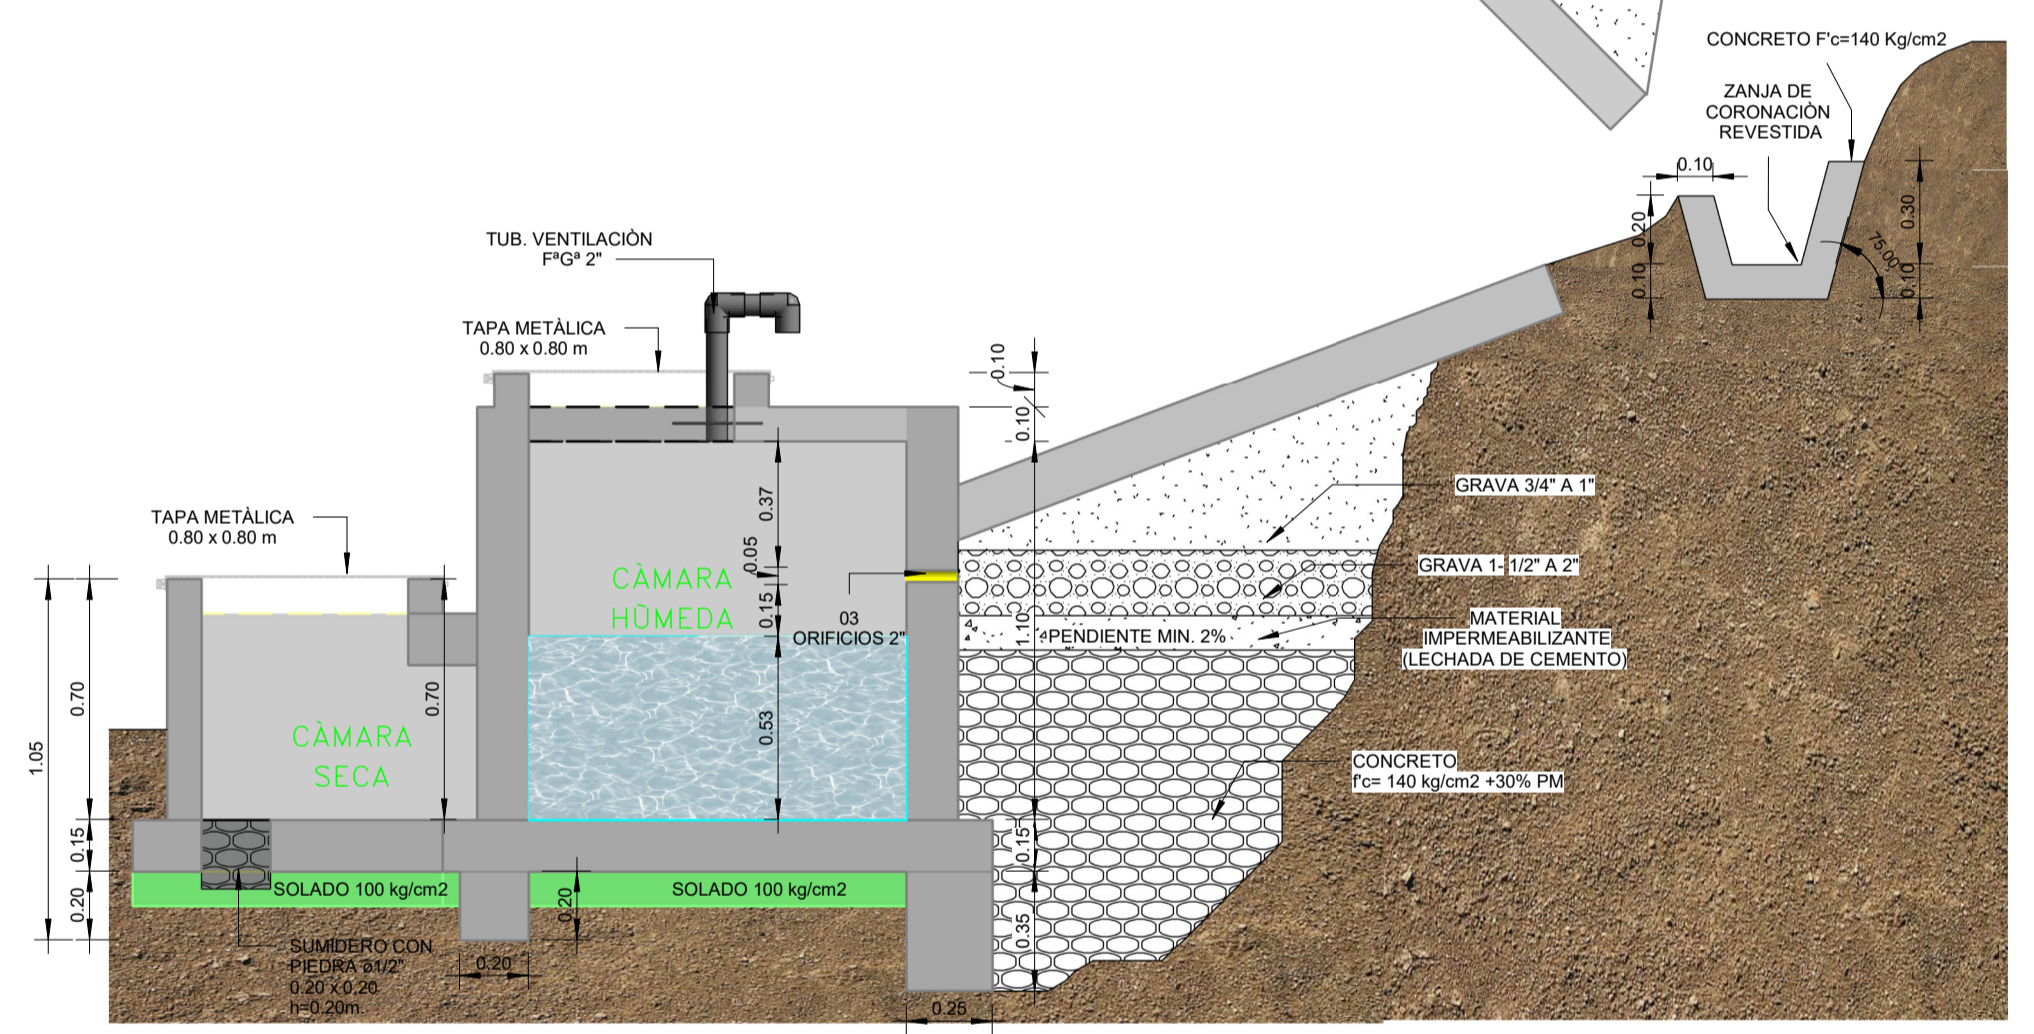 CONCRETO F'c=140 Kg/cm2
ZANJA DE
CORONACIÒN
REVESTIDA
0.10
0.20
0.10
0.30
0.10
75.00
TUB. VENTILACIÒN
FªGª 2"
TAPA METÀLICA
0.80 x 0.80 m
0.10
0.10
0.37
0.05
0.15
0.53
1.10
0.15
0.35
CÀMARA
HÙMEDA
03
ORIFICIOS 2"
GRAVA 3/4" A 1"
GRAVA 1- 1/2" A 2"
MATERIAL
IMPERMEABILIZANTE
(LECHADA DE CEMENTO)
PENDIENTE MIN. 2%
CONCRETO
f'c= 140 kg/cm2 +30% PM
TAPA METÀLICA
0.80 x 0.80 m
1.05
0.70
0.15
0.20
0.70
CÀMARA
SECA
SOLADO 100 kg/cm2
SOLADO 100 kg/cm2
0.20
0.20
0.25
SUMIDERO CON
PIEDRA ø1/2"
0.20 x 0.20
h=0.20m.